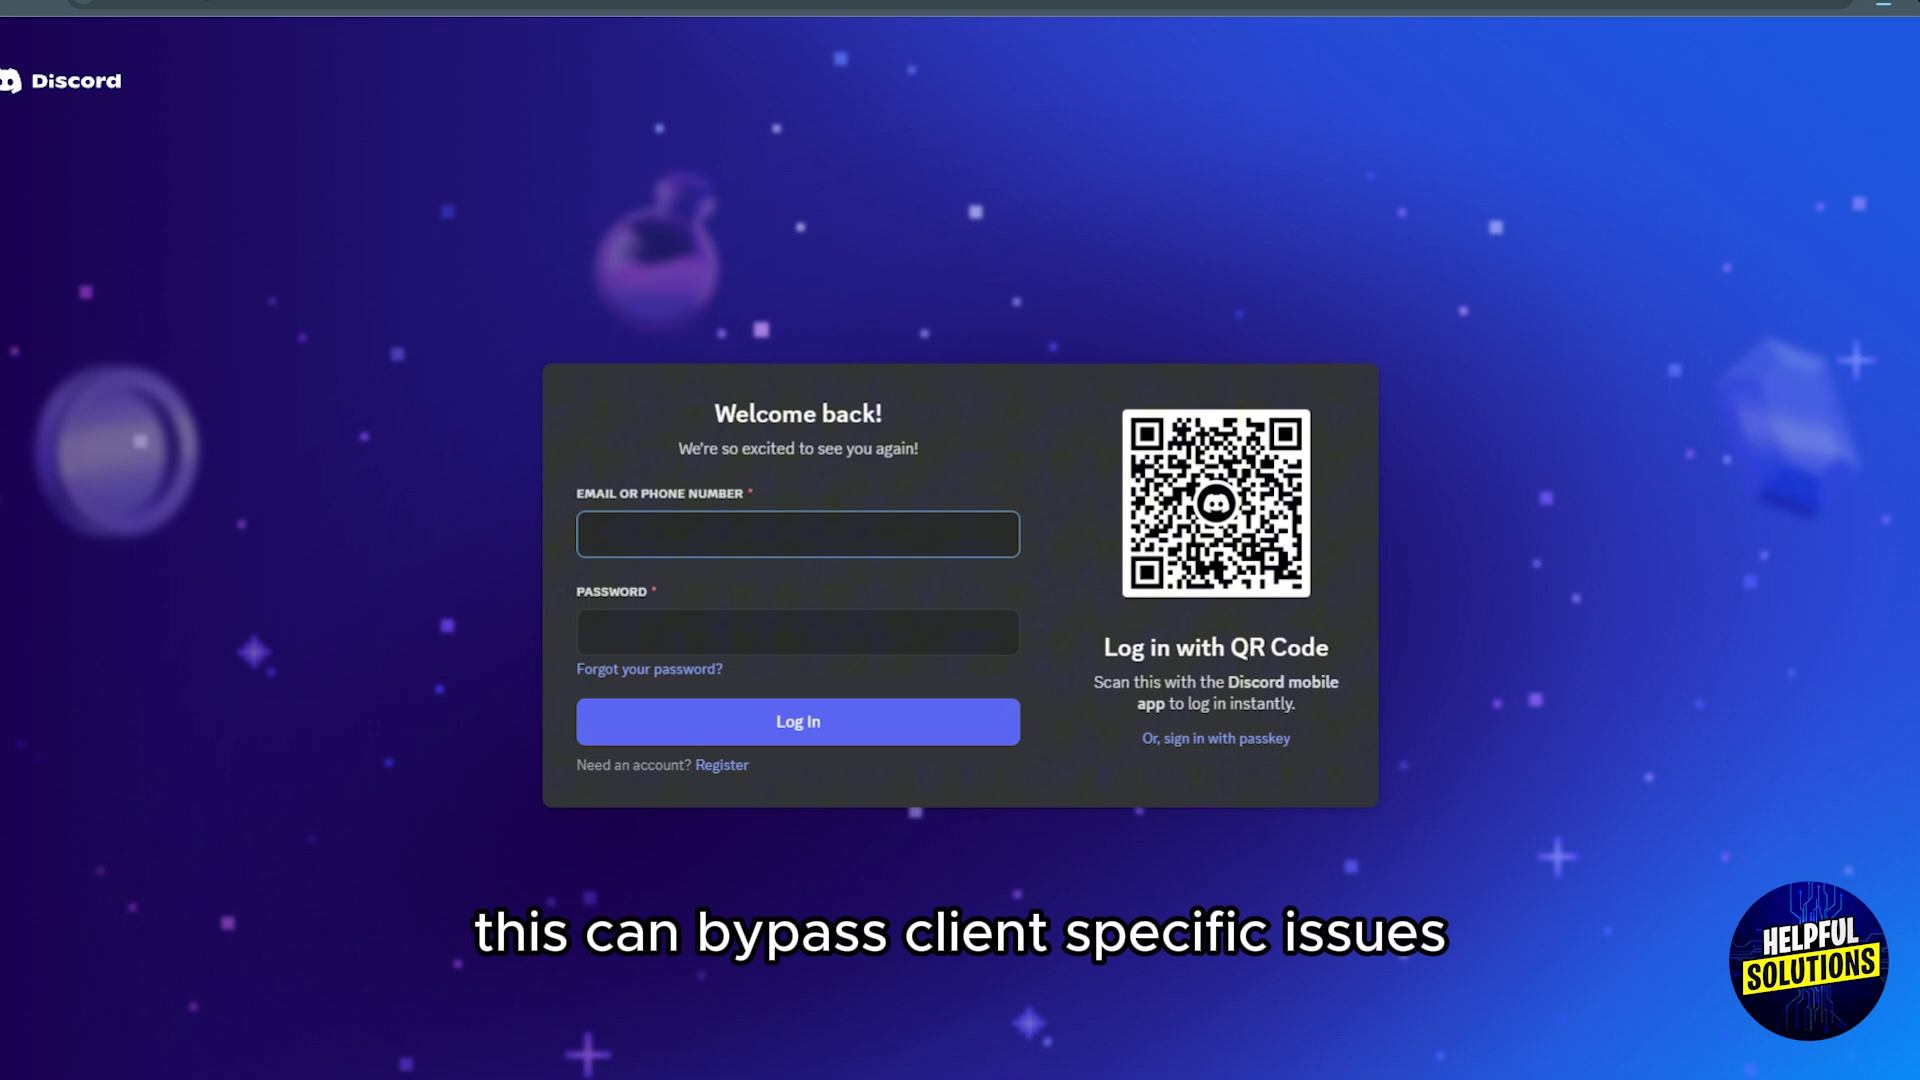 Discord
Welcome back!
We're so excited to see you again!
EMAIL OR PHONE NUMBER *
PASSWORD *
Forgot your password?
Log In
Need an account? Register
Log in with QR Code
Scan this with the Discord mobile
app to log in instantly.
Or, sign in with passkey
this can bypass client specific issues
HELPFUL
SOLUTIONS